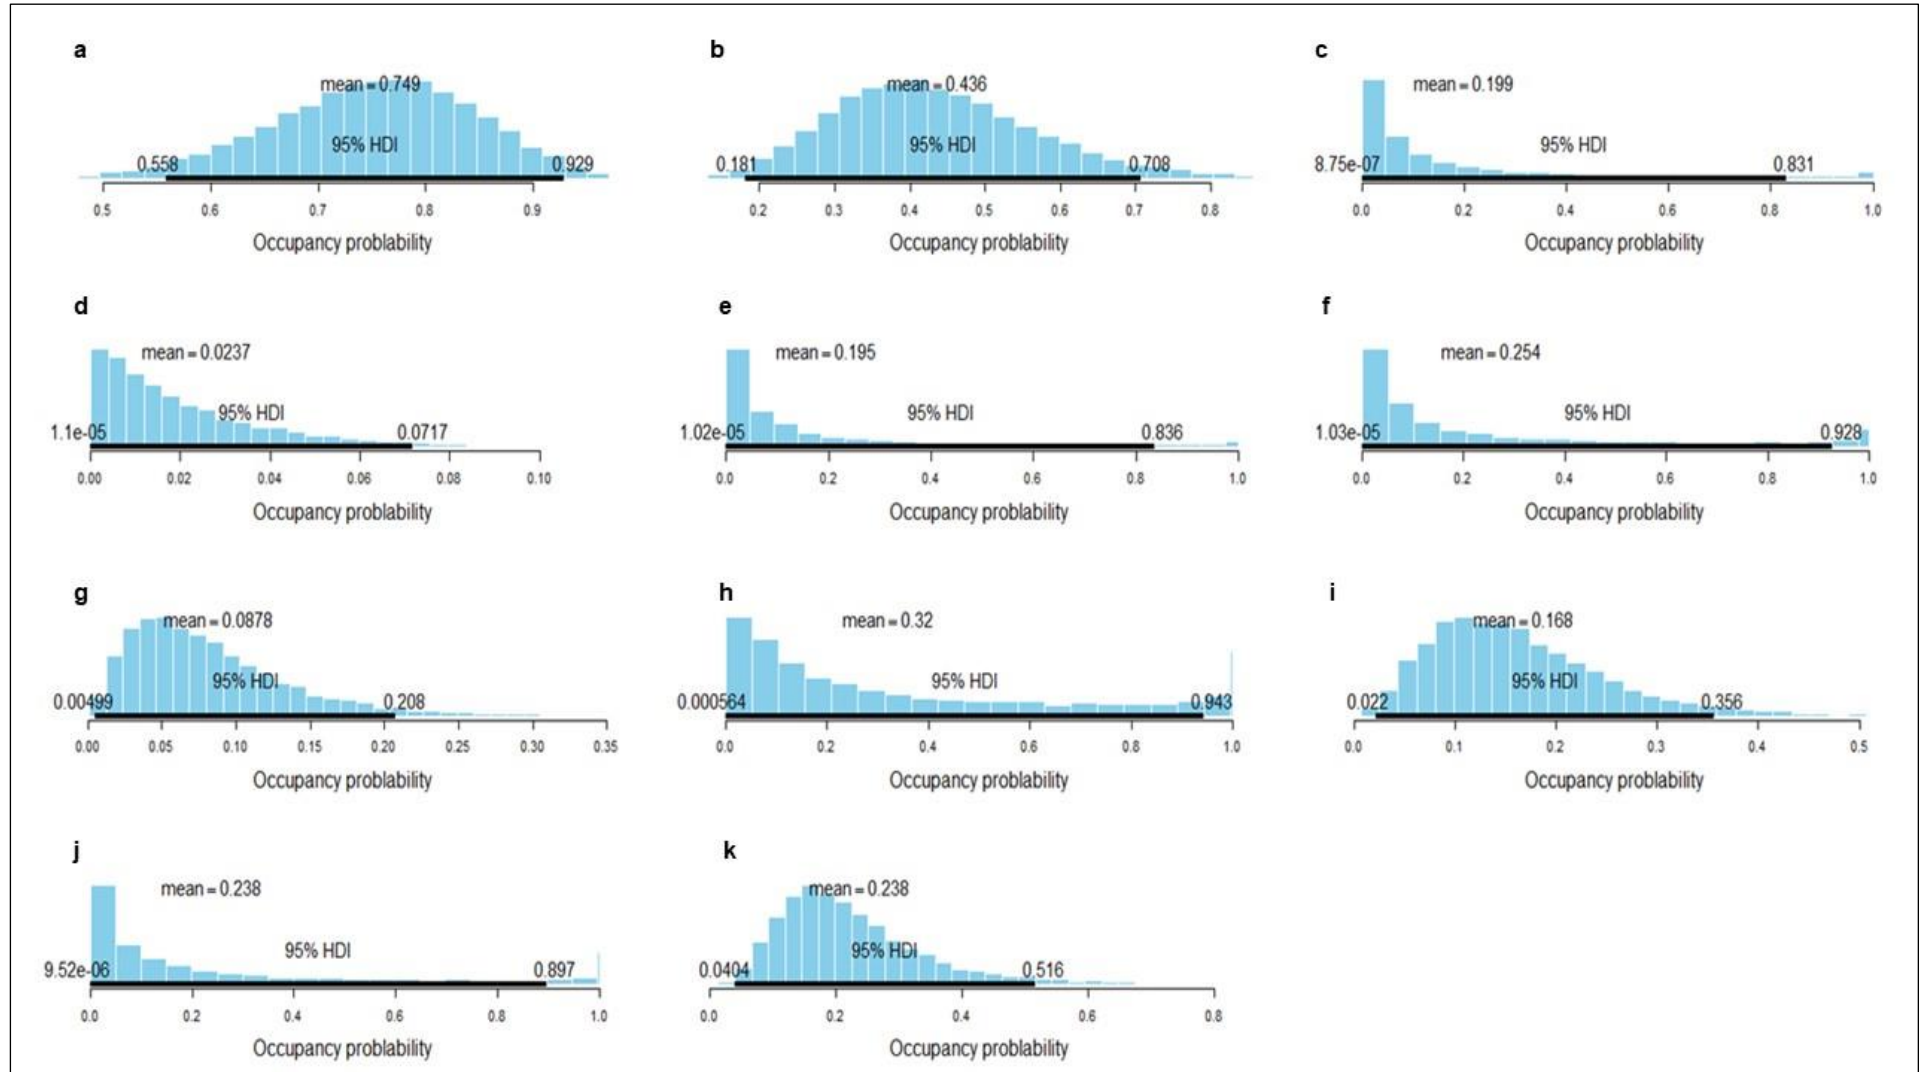 a
mean = 0.749
95% HDI
0.558 0.929
0.5 0.6 0.7 0.8 0.9
Occupancy problability
b
mean = 0.436
95% HDI
0.181 0.708
0.2 0.3 0.4 0.5 0.6 0.7 0.8
Occupancy problability
c
mean = 0.199
95% HDI
8.75e-07 0.831
0.0 0.2 0.4 0.6 0.8 1.0
Occupancy problability
d
mean = 0.0237
95% HDI
1.1e-05 0.0717
0.00 0.02 0.04 0.06 0.08 0.10
Occupancy problability
e
mean = 0.195
95% HDI
1.02e-05 0.836
0.0 0.2 0.4 0.6 0.8 1.0
Occupancy problability
f
mean = 0.254
95% HDI
1.03e-05 0.928
0.0 0.2 0.4 0.6 0.8 1.0
Occupancy problability
g
mean = 0.0878
95% HDI
0.00499 0.208
0.00 0.05 0.10 0.15 0.20 0.25 0.30 0.35
Occupancy problability
h
mean = 0.32
95% HDI
0.000564 0.943
0.0 0.2 0.4 0.6 0.8 1.0
Occupancy problability
i
mean = 0.168
95% HDI
0.022 0.356
0.0 0.1 0.2 0.3 0.4 0.5
Occupancy problability
j
mean = 0.238
95% HDI
9.52e-06 0.897
0.0 0.2 0.4 0.6 0.8 1.0
Occupancy problability
k
mean = 0.238
95% HDI
0.0404 0.516
0.0 0.2 0.4 0.6 0.8
Occupancy problability